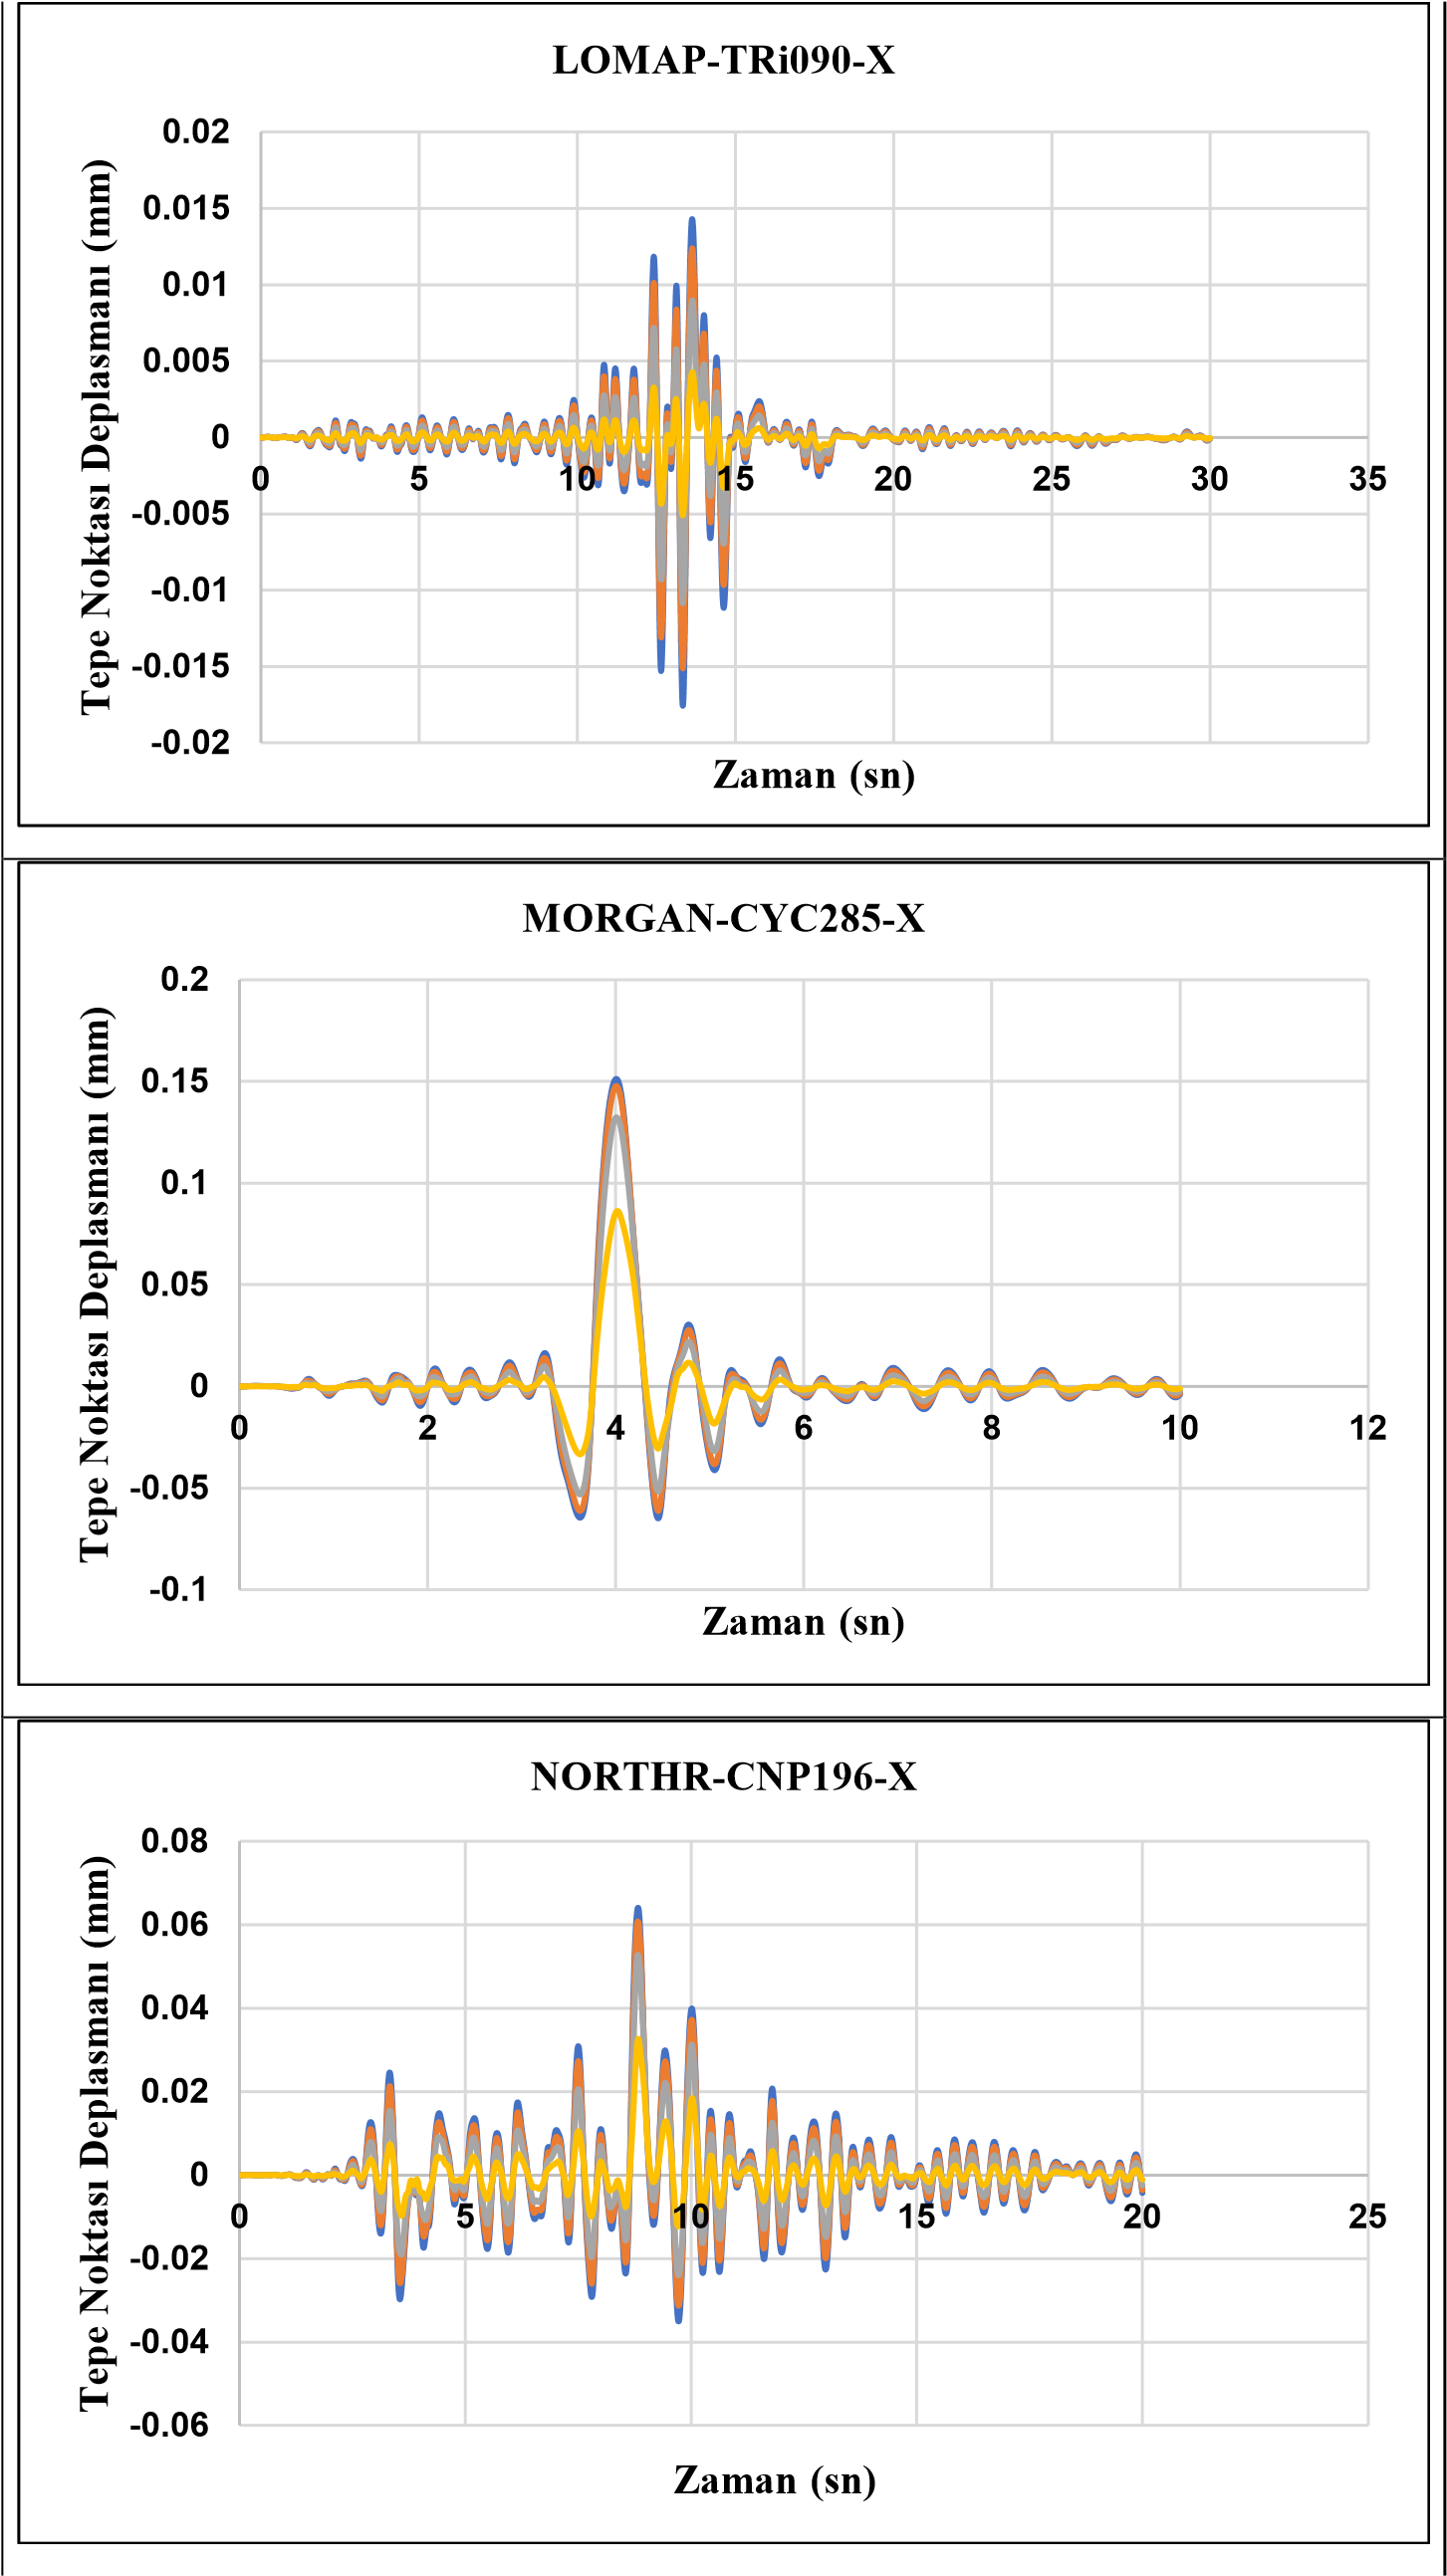 LOMAP-TRi090-X
Tepe Noktası Deplasmanı (mm)
0.02
0.015
0.01
0.005
0
-0.005
-0.01
-0.015
-0.02
0 5 10 15 20 25 30 35
Zaman (sn)
MORGAN-CYC285-X
Tepe Noktası Deplasmanı (mm)
0.2
0.15
0.1
0.05
0
-0.05
-0.1
0 2 4 6 8 10 12
Zaman (sn)
NORTHR-CNP196-X
Tepe Noktası Deplasmanı (mm)
0.08
0.06
0.04
0.02
0
-0.02
-0.04
-0.06
0 5 10 15 20 25
Zaman (sn)